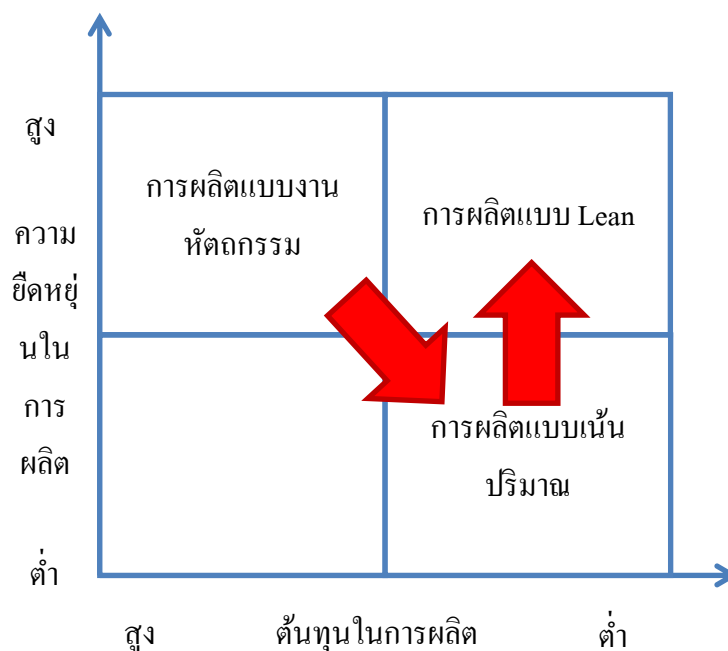 สูง
ความ
ยืดหยุ่
นใน
การ
ผลิต
ต่ำ
การผลิตแบบงาน
หัตถกรรม
การผลิตแบบ Lean
การผลิตแบบเน้น
ปริมาณ
สูง ต้นทุนในการผลิต ต่ำ